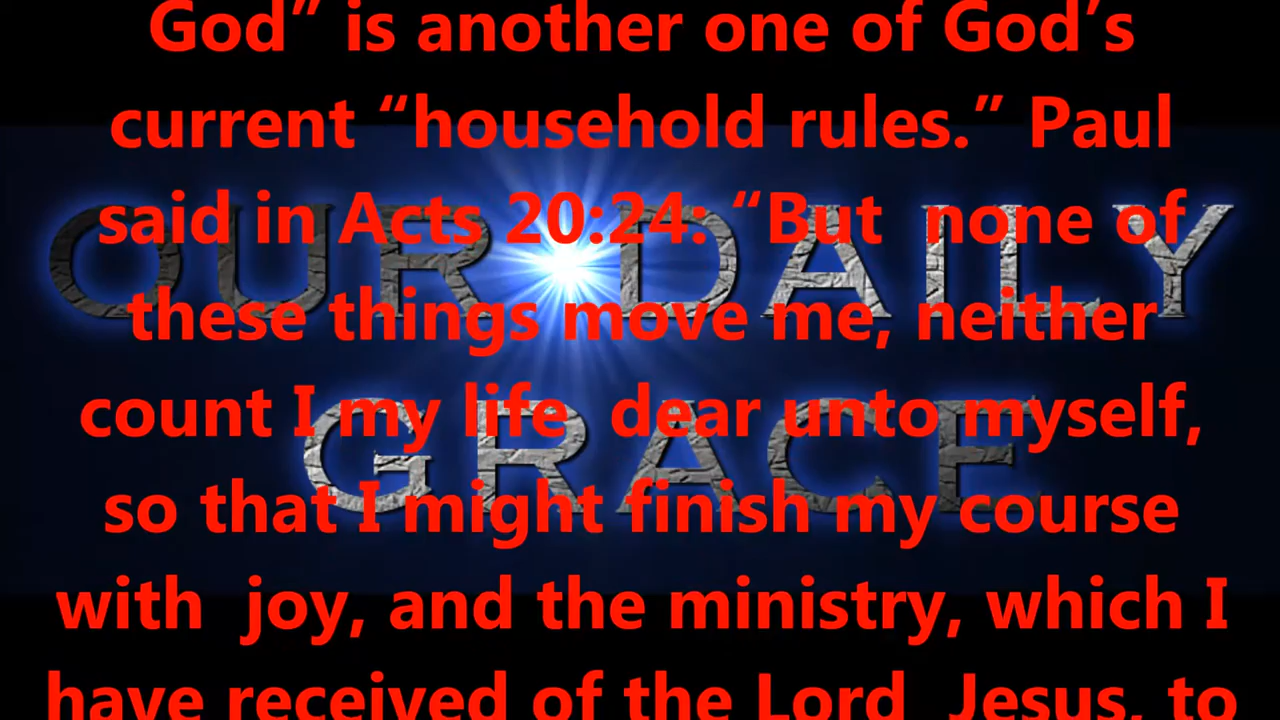 God” is another one of God’s
current “household rules.” Paul
said in Acts 20:24: “But  none of
these things move me, neither
count I my life  dear unto myself,
so that I might finish my course
with  joy, and the ministry, which I
have received of the Lord  Jesus, to
OUR DAILY
GRACE